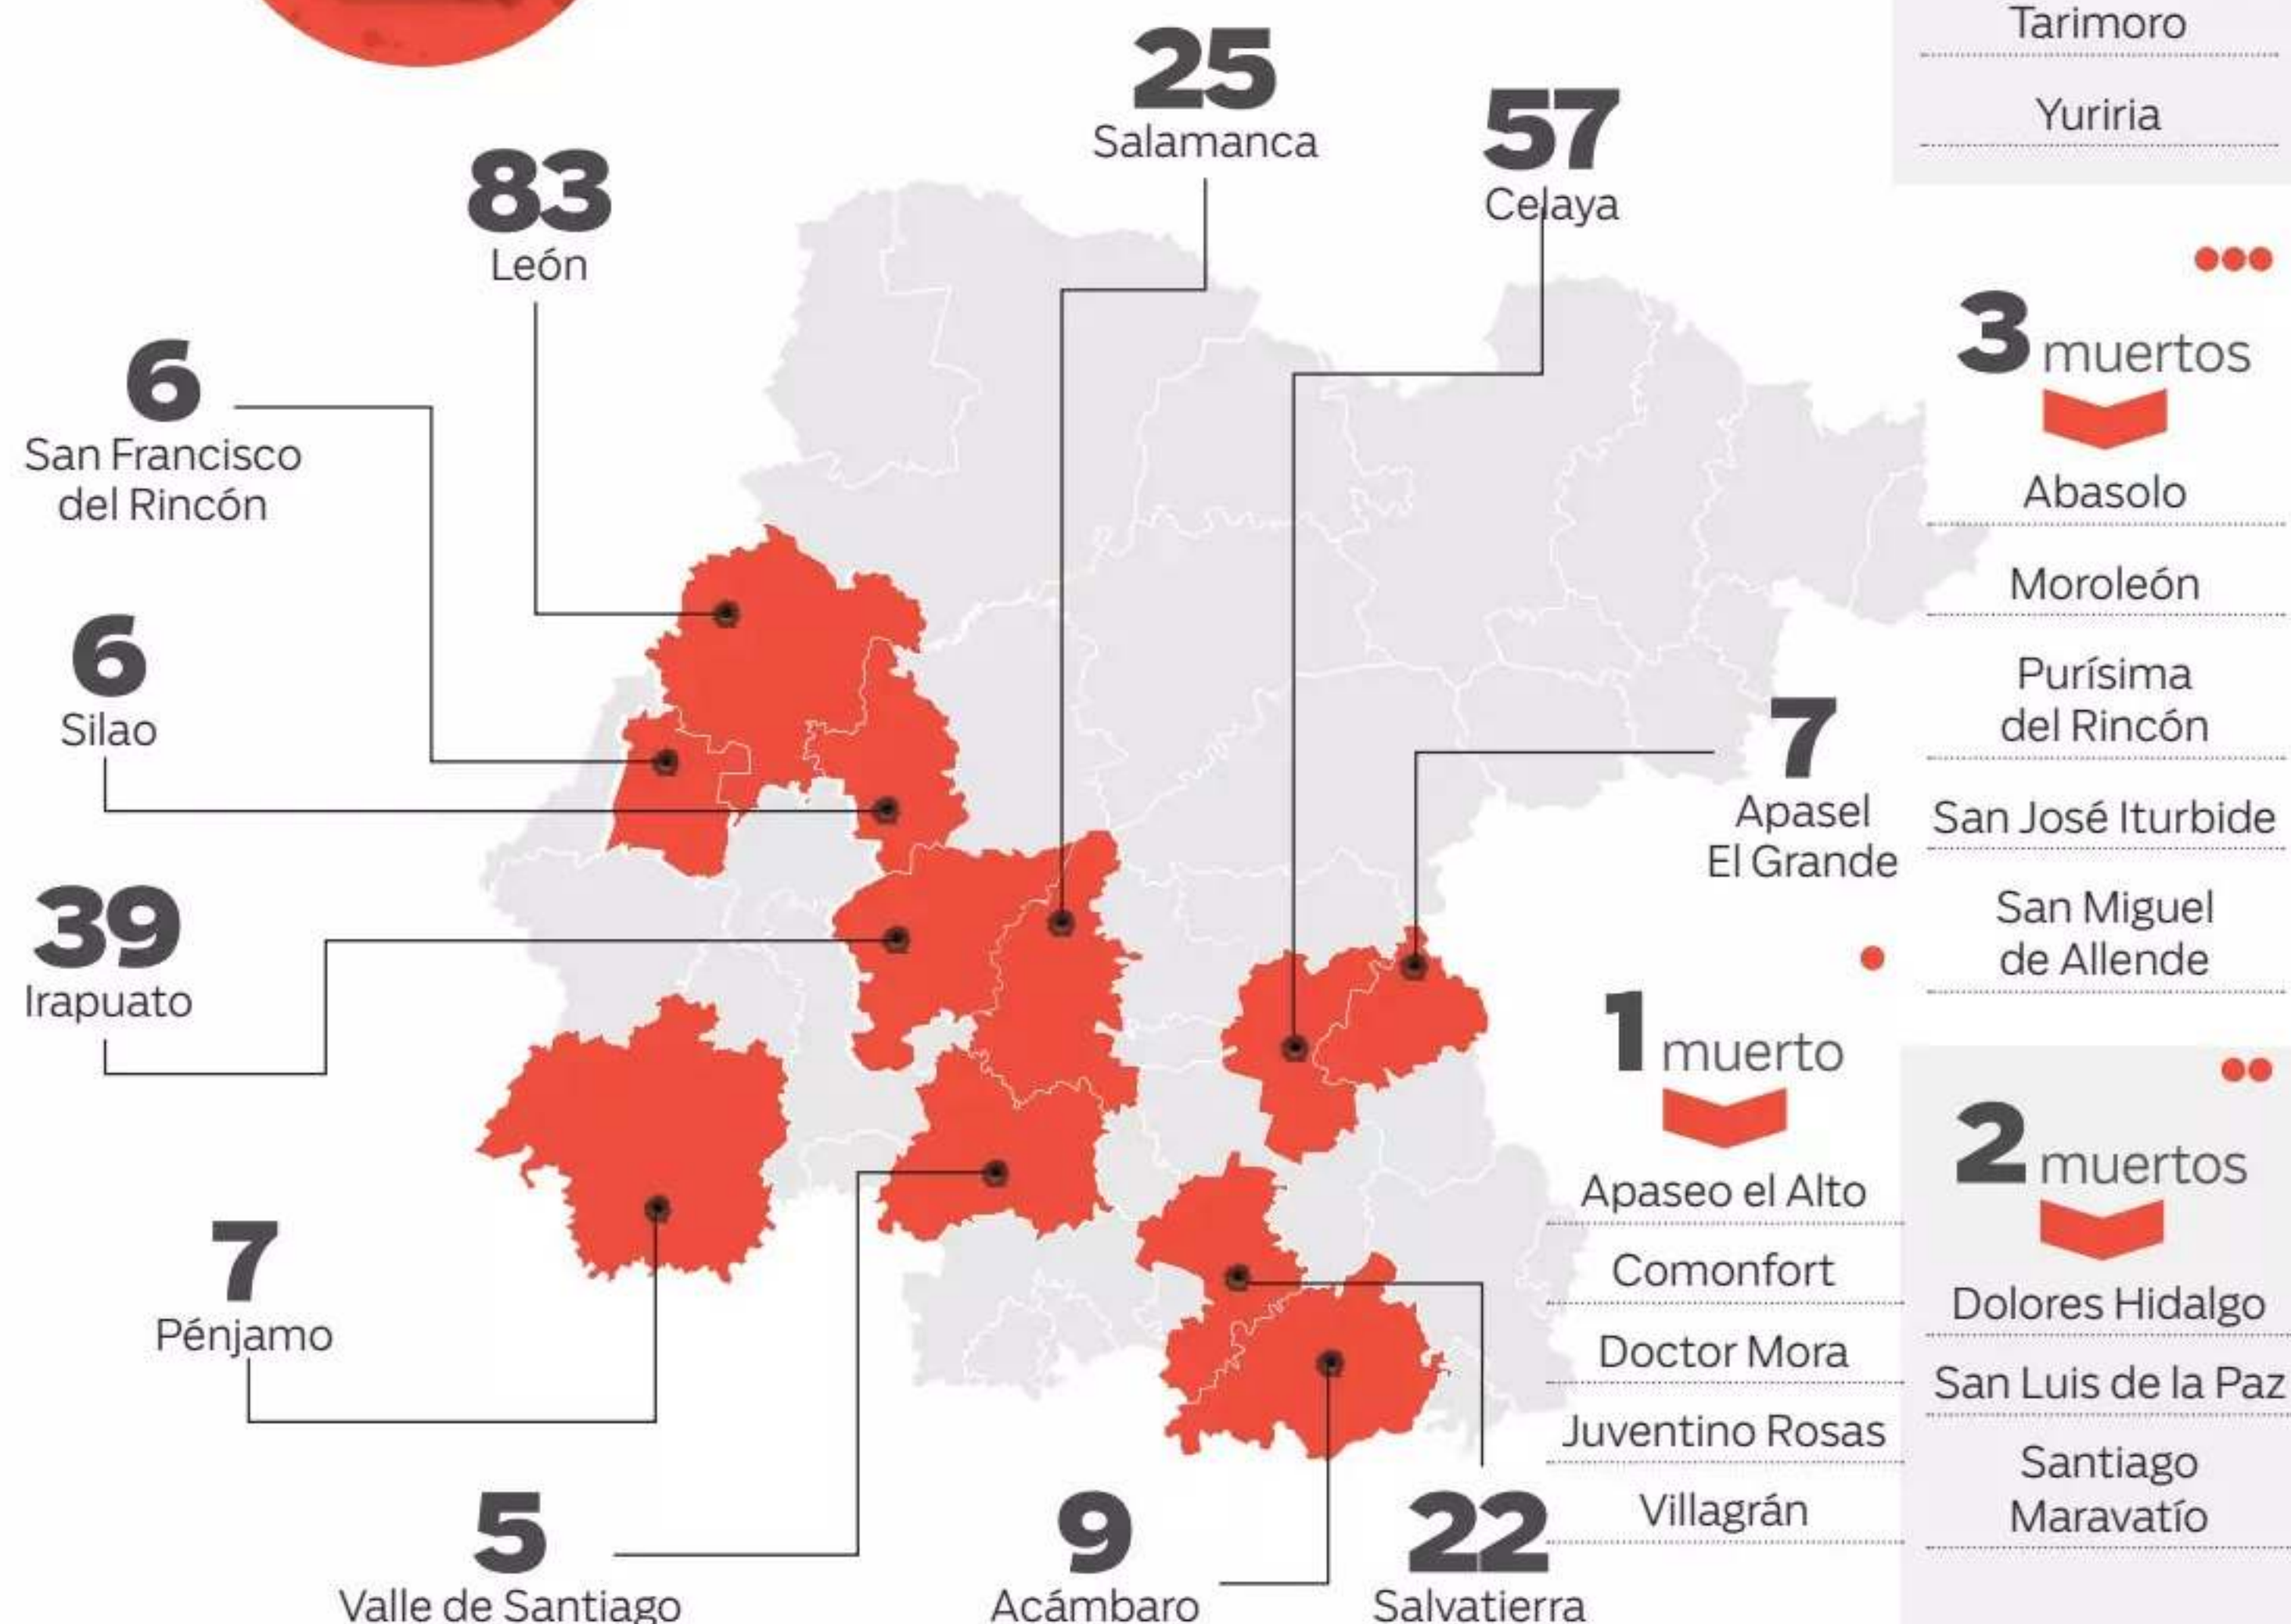 25
Salamanca
57
Celaya
83
León
6
San Francisco
del Rincón
6
Silao
39
Irapuato
7
Pénjamo
5
Valle de Santiago
9
Acámbaro
22
Salvatierra
7
Apasel
El Grande
1 muerto
Apaseo el Alto
Comonfort
Doctor Mora
Juventino Rosas
Villagrán
Tarimoro
Yuriria
3 muertos
Abasolo
Moroleón
Purísima
del Rincón
San José Iturbide
San Miguel
de Allende
2 muertos
Dolores Hidalgo
San Luis de la Paz
Santiago
Maravatío